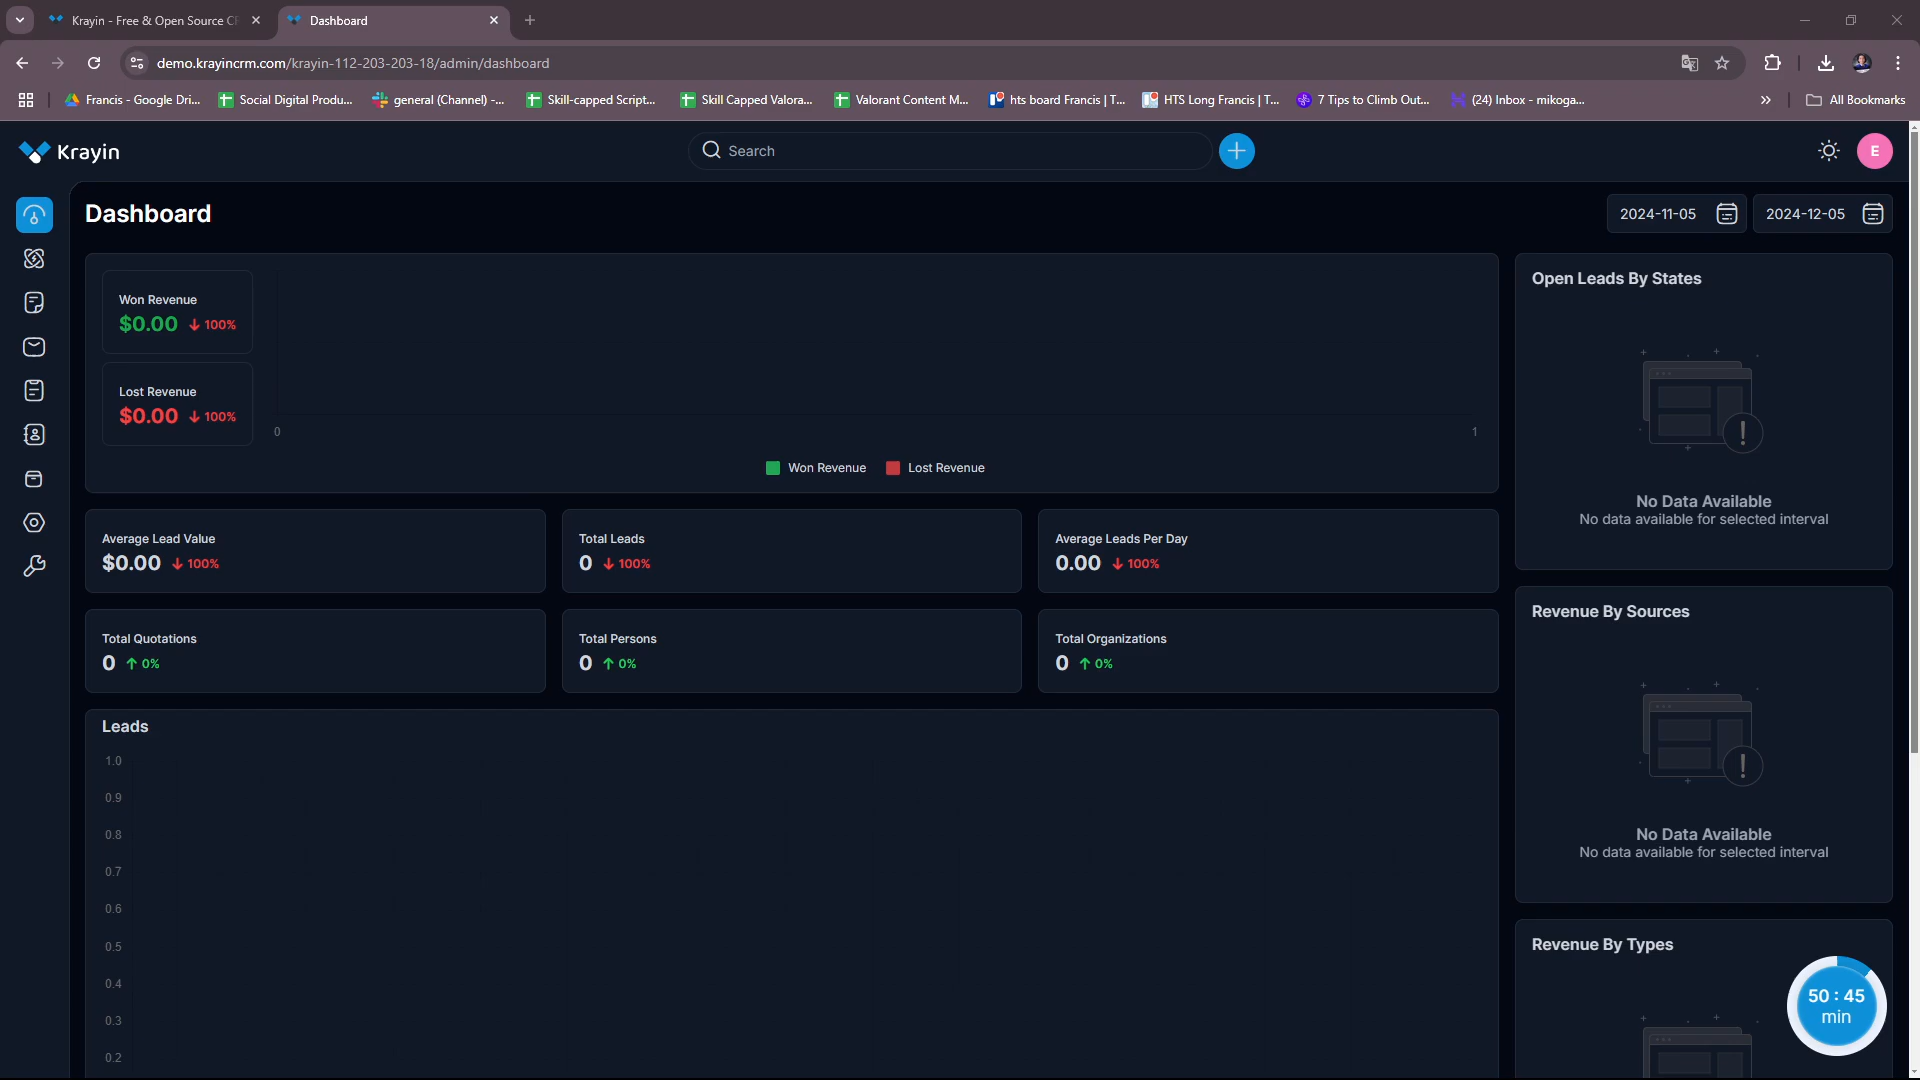 Krayin - Free & Open Source C
Dashboard
demo.krayincrm.com/krayin-112-203-203-18/admin/dashboard
Francis - Google Dri...
Social Digital Produ...
general (Channel) -...
Skill-capped Script...
Skill Capped Valora...
Valorant Content M...
hts board Francis | T...
HTS Long Francis | T...
7 Tips to Climb Out...
(24) Inbox - mikoga...
All Bookmarks
Krayin
Search
E
Dashboard
2024-11-05
2024-12-05
Won Revenue
$0.00 100%
Lost Revenue
$0.00 100%
0
1
Won Revenue
Lost Revenue
Open Leads By States
No Data Available
No data available for selected interval
Average Lead Value
$0.00 100%
Total Leads
0 100%
Average Leads Per Day
0.00 100%
Total Quotations
0 0%
Total Persons
0 0%
Total Organizations
0 0%
Revenue By Sources
No Data Available
No data available for selected interval
Leads
1.0
0.9
0.8
0.7
0.6
0.5
0.4
0.3
0.2
Revenue By Types
50 : 45
min